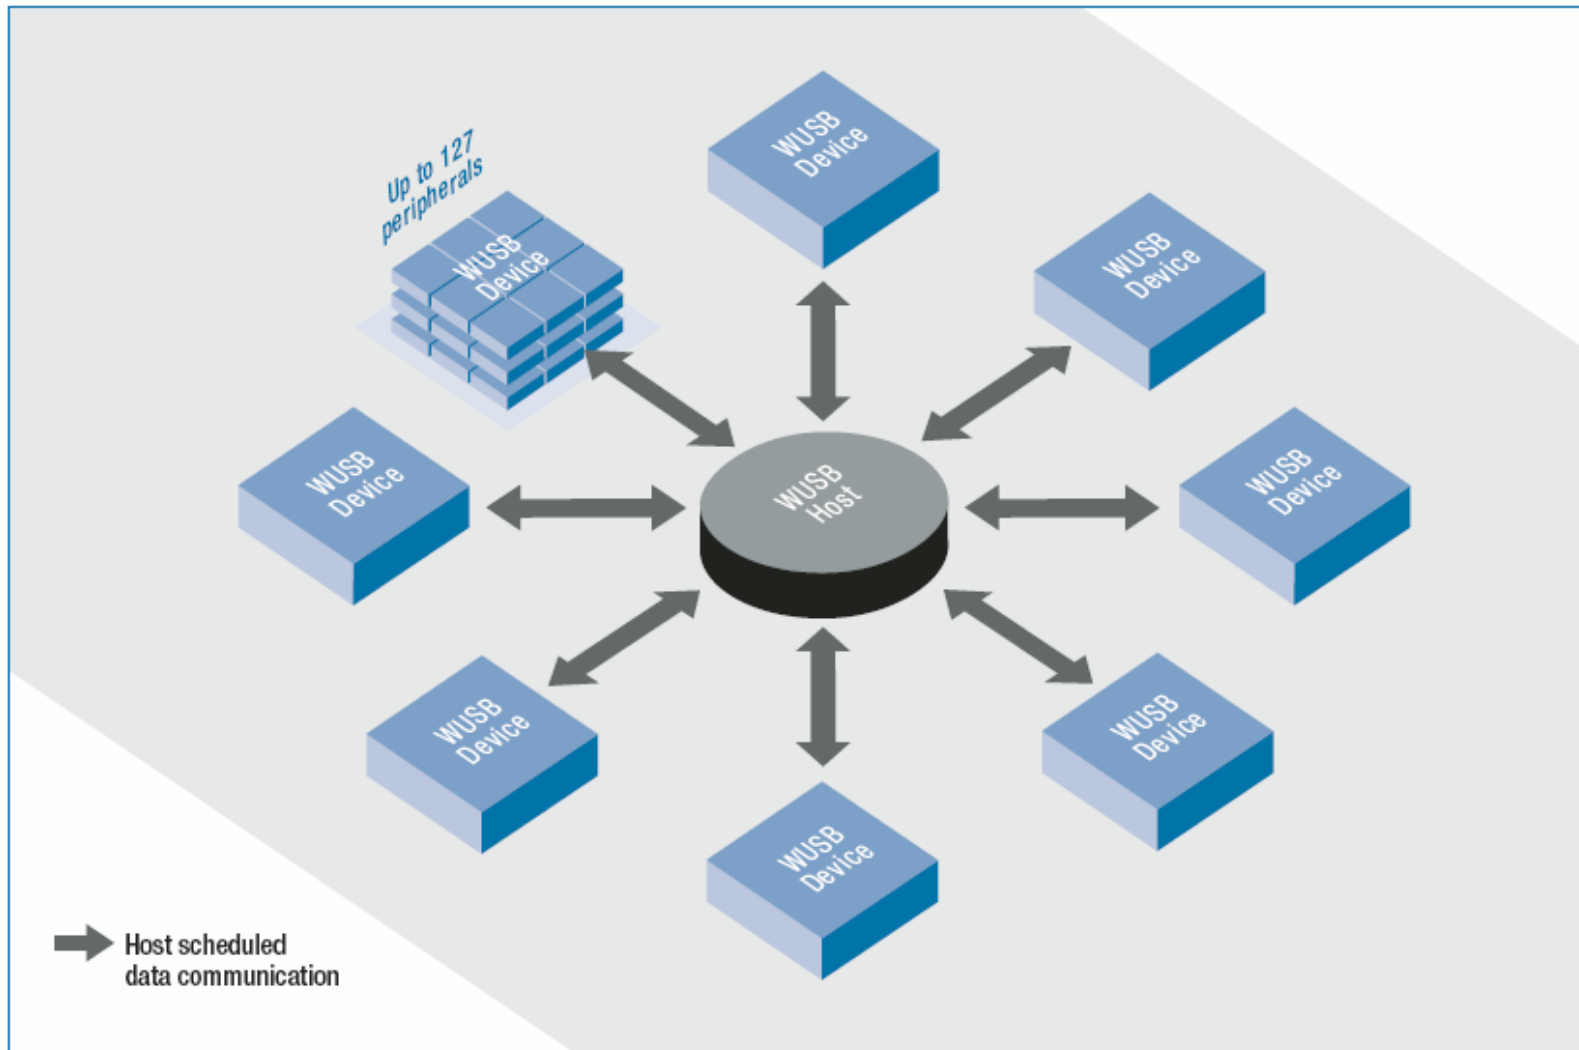 WUSB
Device
Up to 127
peripherals
WUSB
Device
WUSB
Device
WUSB
Device
WUSB
Device
WUSB
Host
WUSB
Device
WUSB
Device
WUSB
Device
WUSB
Device
Host scheduled
data communication